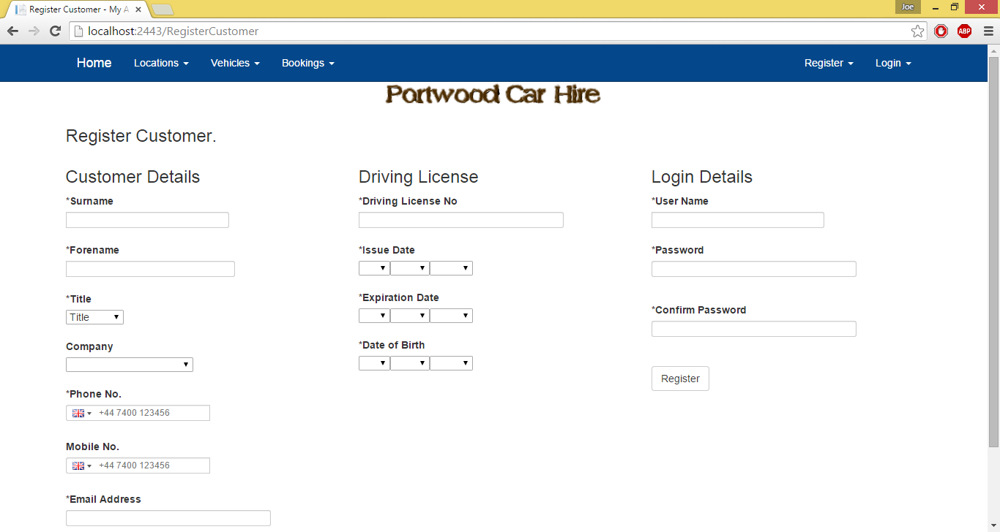 Register Customer - My A
Joe
localhost:2443/RegisterCustomer
ABP
Home Locations Vehicles Bookings Register Login
Portwood Car Hire
Register Customer.
Customer Details
*Surname
*Forename
*Title
Title
Company
*Phone No.
+44 7400 123456
Mobile No.
+44 7400 123456
*Email Address
Driving License
*Driving License No
*Issue Date
*Expiration Date
*Date of Birth
Login Details
*User Name
*Password
*Confirm Password
Register